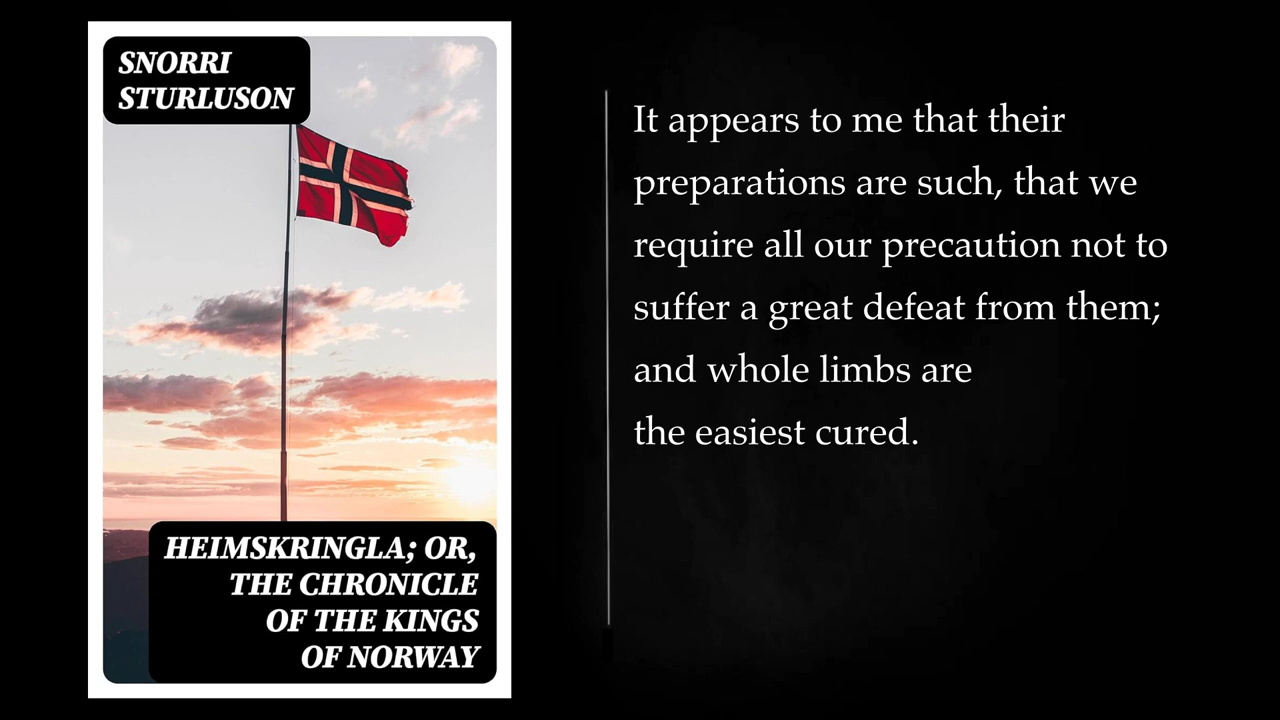 SNORRI
STURLUSON
HEIMSKRINGLA; OR,
THE CHRONICLE
OF THE KINGS
OF NORWAY
It appears to me that their
preparations are such, that we
require all our precaution not to
suffer a great defeat from them;
and whole limbs are
the easiest cured.